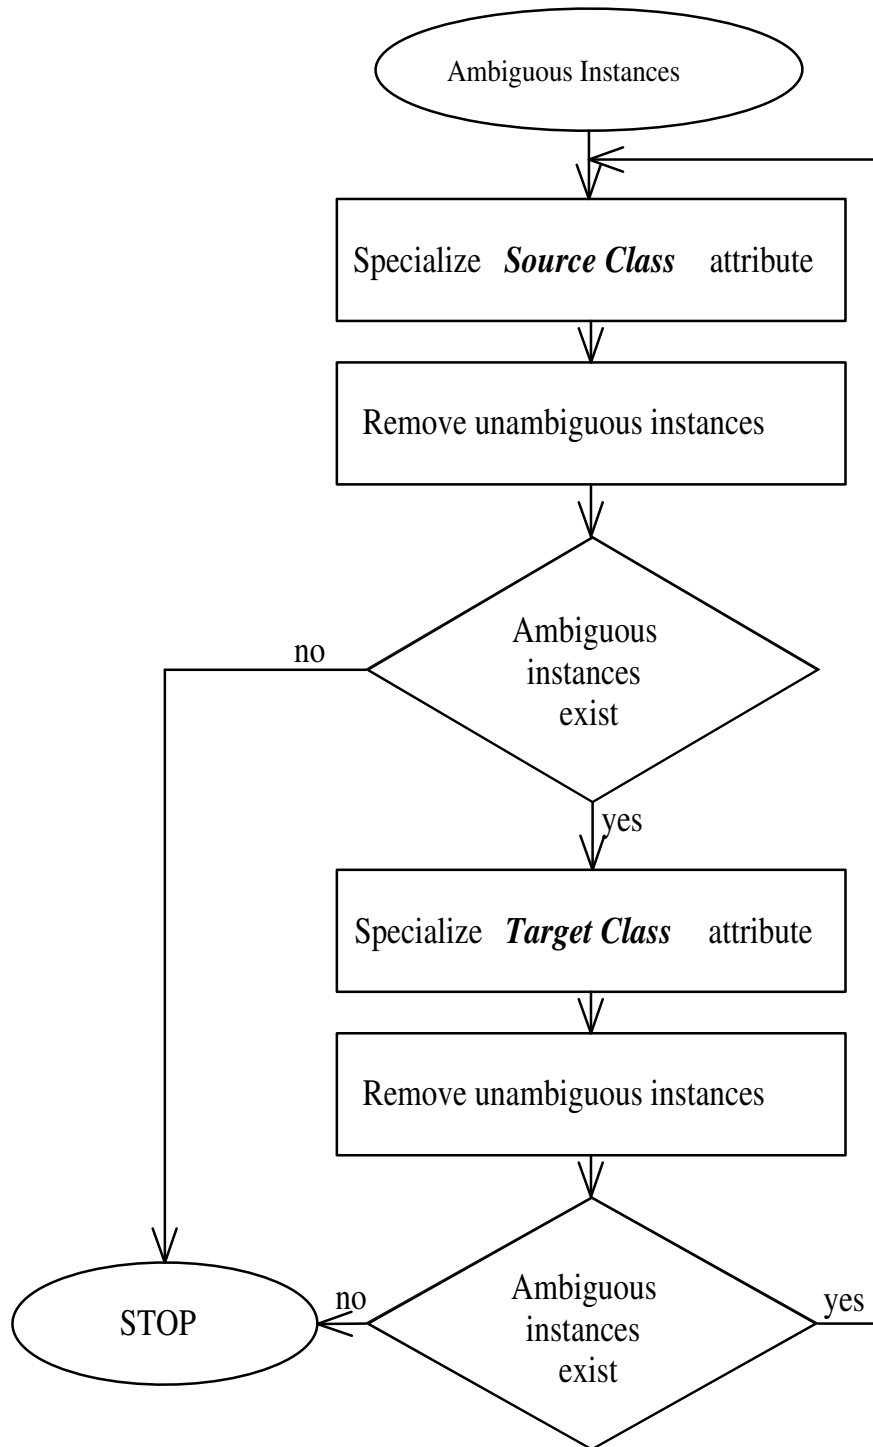 Ambiguous Instances
Specialize Source Class attribute
Remove unambiguous instances
no
Ambiguous
instances
exist
yes
Specialize Target Class attribute
Remove unambiguous instances
STOP
no
Ambiguous
instances
exist
yes